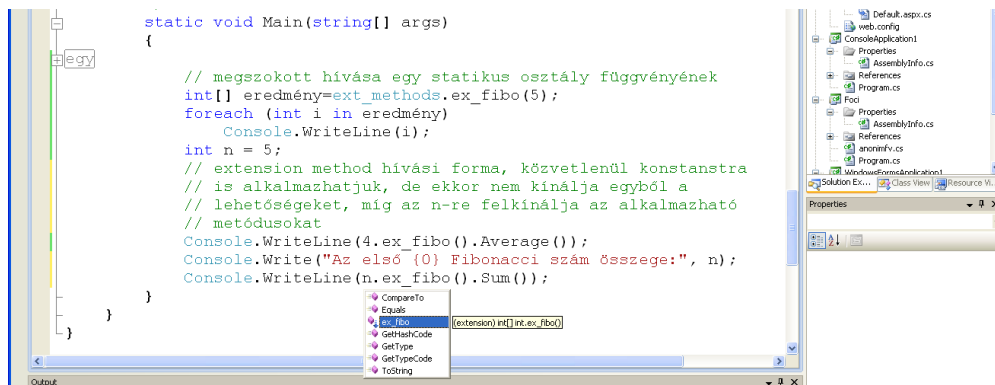 static void Main(string[] args)
{
egy
// megszokott hívása egy statikus osztály függvényének
int[] eredmény=ext_methods.ex_fibo(5);
foreach (int i in eredmény)
Console.WriteLine(i);
int n = 5;
// extension method hívási forma, közvetlenül konstanstra
// is alkalmazhatjuk, de ekkor nem kínálja egyből a
// lehetőségeket, míg az n-re felkínálja az alkalmazható
// metódusokat
Console.WriteLine(4.ex_fibo().Average());
Console.Write("Az első {0} Fibonacci szám összege:", n);
Console.WriteLine(n.ex_fibo().Sum());
}
}
}
CompareTo
Equals
ex_fibo
GetHashCode
GetType
GetTypeCode
ToString
(extension) int[] int.ex_fibo()
Output
Default.aspx.cs
web.config
ConsoleApplication1
Properties
AssemblyInfo.cs
References
Program.cs
Foci
Properties
AssemblyInfo.cs
References
anonimfv.cs
Program.cs
WindowsFormsApplication1
Solution Ex...
Class View
Resource Vi...
Properties